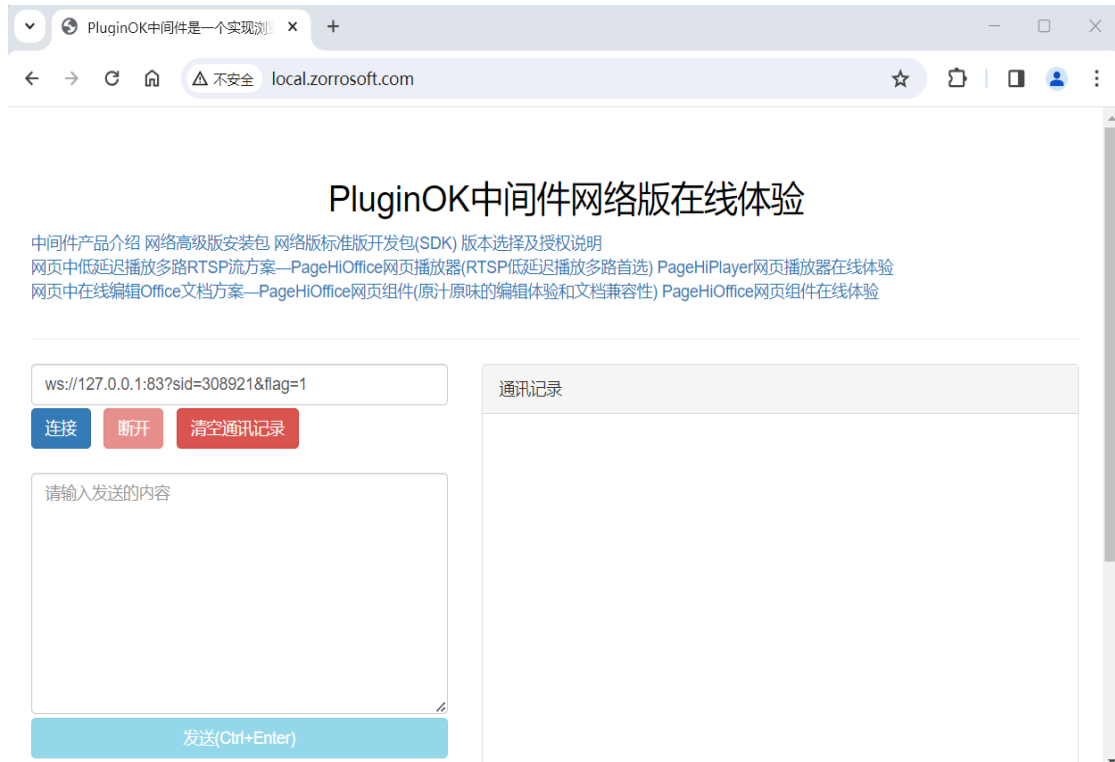 PluginOK中间件是一个实现浏
不安全 local.zorrosoft.com
PluginOK中间件网络版在线体验
中间件产品介绍 网络高级版安装包 网络版标准版开发包(SDK) 版本选择及授权说明
网页中低延迟播放多路RTSP流方案—PageHiOffice网页播放器(RTSP低延迟播放多路首选) PageHiPlayer网页播放器在线体验
网页中在线编辑Office文档方案—PageHiOffice网页组件(原汁原味的编辑体验和文档兼容性) PageHiOffice网页组件在线体验
ws://127.0.0.1:83?sid=308921&flag=1
连接 断开 清空通讯记录
请输入发送的内容
发送(Ctrl+Enter)
通讯记录